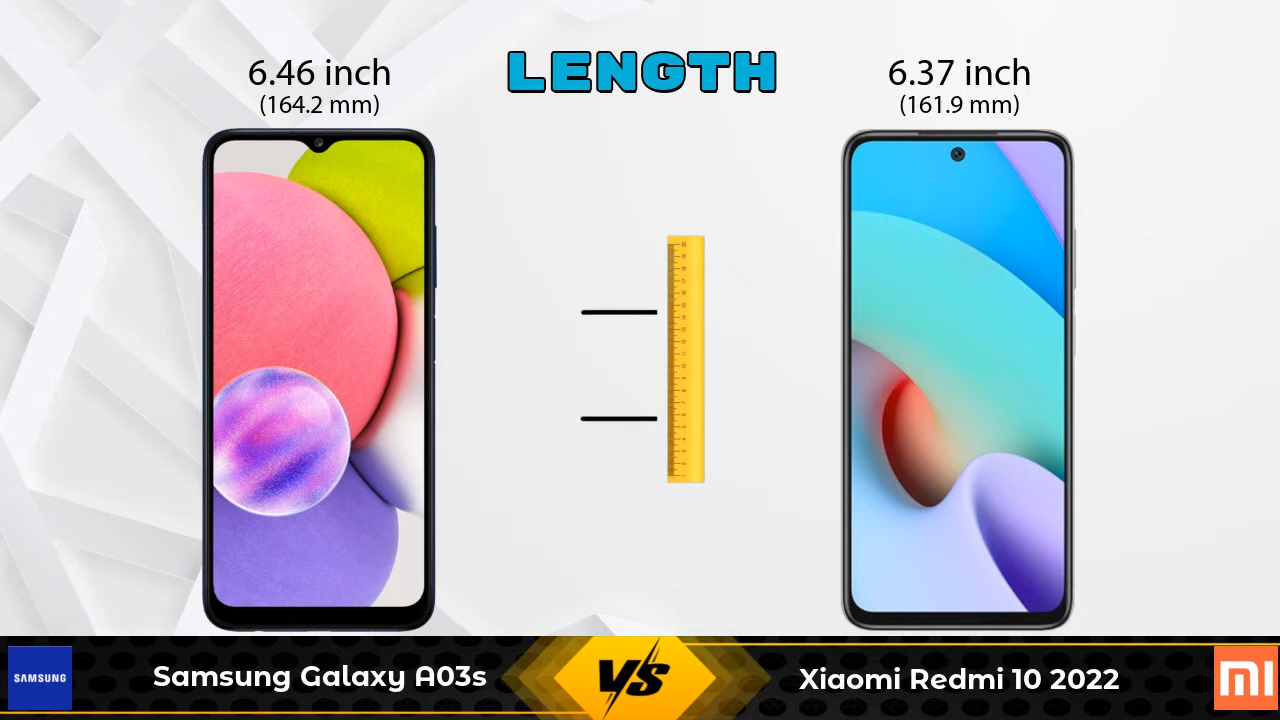 LENGTH
6.46 inch
(164.2 mm)
6.37 inch
(161.9 mm)
SAMSUNG
Samsung Galaxy A03s
VS
Xiaomi Redmi 10 2022
mi